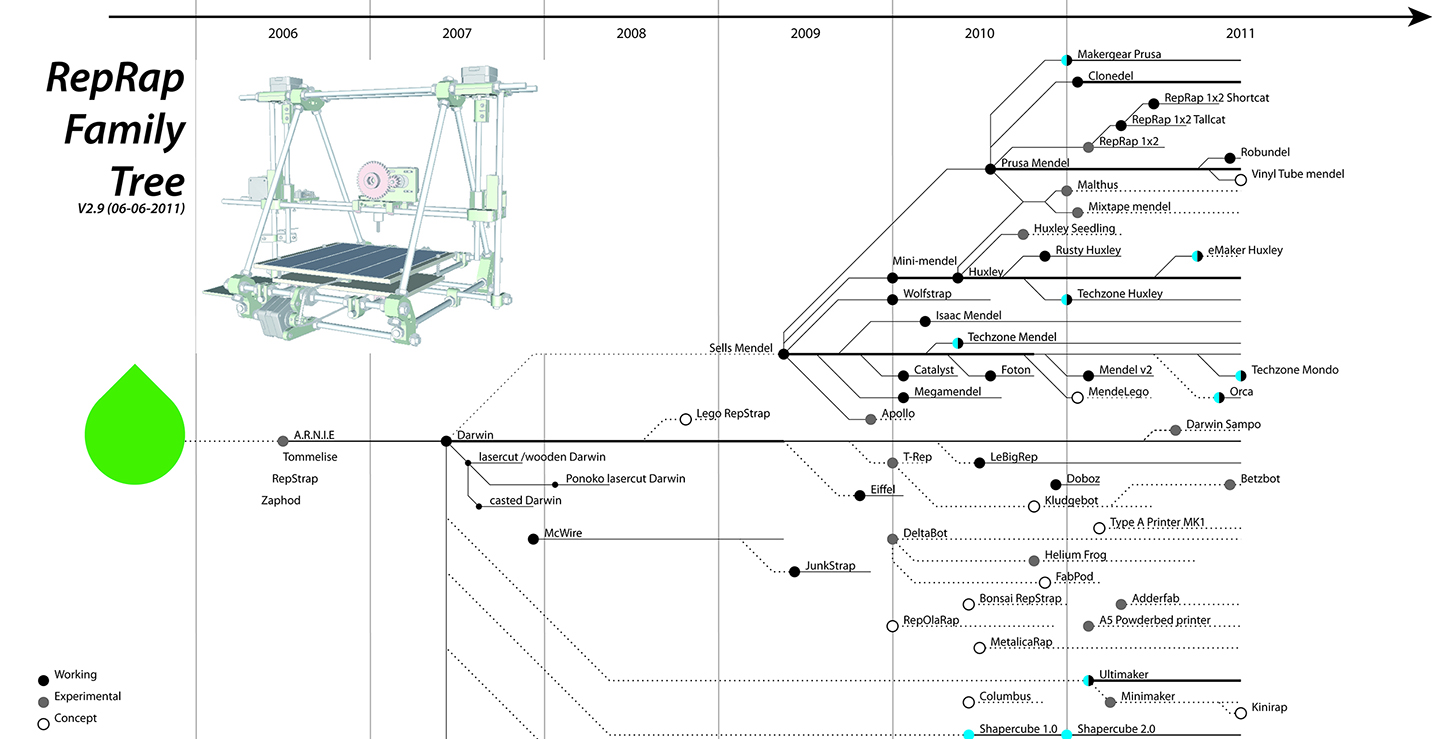 2006 2007 2008 2009 2010 2011
RepRap
Family
Tree
V2.9 (06-06-2011)
Makergear Prusa
Clonedel
RepRap 1x2 Shortcat
RepRap 1x2 Tallcat
RepRap 1x2
Robundel
Prusa Mendel
Vinyl Tube mendel
Malthus
Mixtape mendel
Huxley Seedling
Rusty Huxley
eMaker Huxley
Mini-mendel
Huxley
Wolfstrap
Techzone Huxley
Isaac Mendel
Techzone Mendel
Sells Mendel
Catalyst
Foton
Mendel v2
Techzone Mondo
Megamendel
MendeLego
Orca
Lego RepStrap
Apollo
Darwin Sampo
A.R.N.I.E
Darwin
Tommelise
lasercut /wooden Darwin
T-Rep
LeBigRep
RepStrap
Ponoko lasercut Darwin
Doboz
Betzbot
Eiffel
Zaphod
casted Darwin
Kludgebot
Type A Printer MK1
McWire
DeltaBot
Helium Frog
JunkStrap
FabPod
Bonsai RepStrap
Adderfab
RepOlaRap
A5 Powderbed printer
MetalicaRap
Working
Ultimaker
Experimental
Columbus
Minimaker
Kinirap
Concept
Shapercube 1.0
Shapercube 2.0